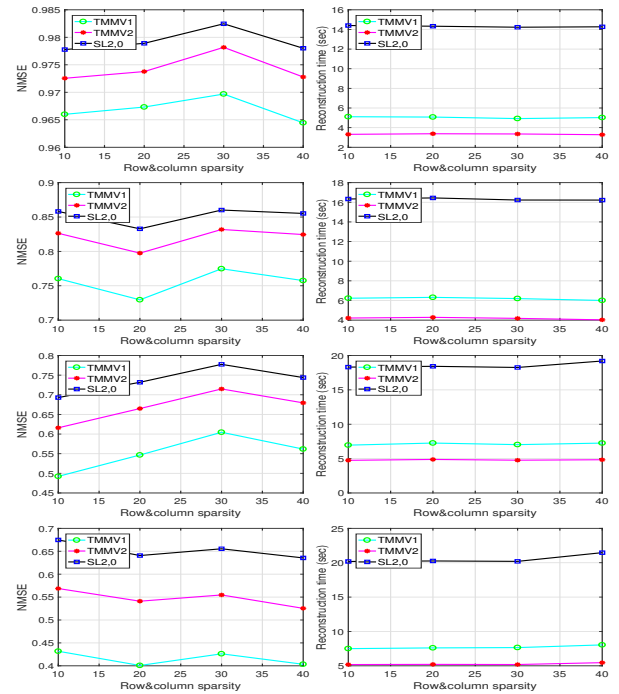 0.985
0.98
0.975
0.97
0.965
0.96
NMSE
TMMV1
TMMV2
SL2,0
10 15 20 25 30 35 40
Row&column sparsity
16
14
12
10
8
6
4
2
Reconstruction time (sec)
TMMV1
TMMV2
SL2,0
10 15 20 25 30 35 40
Row&column sparsity
0.9
0.85
0.8
0.75
0.7
NMSE
TMMV1
TMMV2
SL2,0
10 15 20 25 30 35 40
Row&column sparsity
18
16
14
12
10
8
6
4
Reconstruction time (sec)
TMMV1
TMMV2
SL2,0
10 15 20 25 30 35 40
Row&column sparsity
0.8
0.75
0.7
0.65
0.6
0.55
0.5
0.45
NMSE
TMMV1
TMMV2
SL2,0
10 15 20 25 30 35 40
Row&column sparsity
20
15
10
5
0
Reconstruction time (sec)
TMMV1
TMMV2
SL2,0
10 15 20 25 30 35 40
Row&column sparsity
0.7
0.65
0.6
0.55
0.5
0.45
0.4
NMSE
TMMV1
TMMV2
SL2,0
10 15 20 25 30 35 40
Row&column sparsity
25
20
15
10
5
Reconstruction time (sec)
TMMV1
TMMV2
SL2,0
10 15 20 25 30 35 40
Row&column sparsity